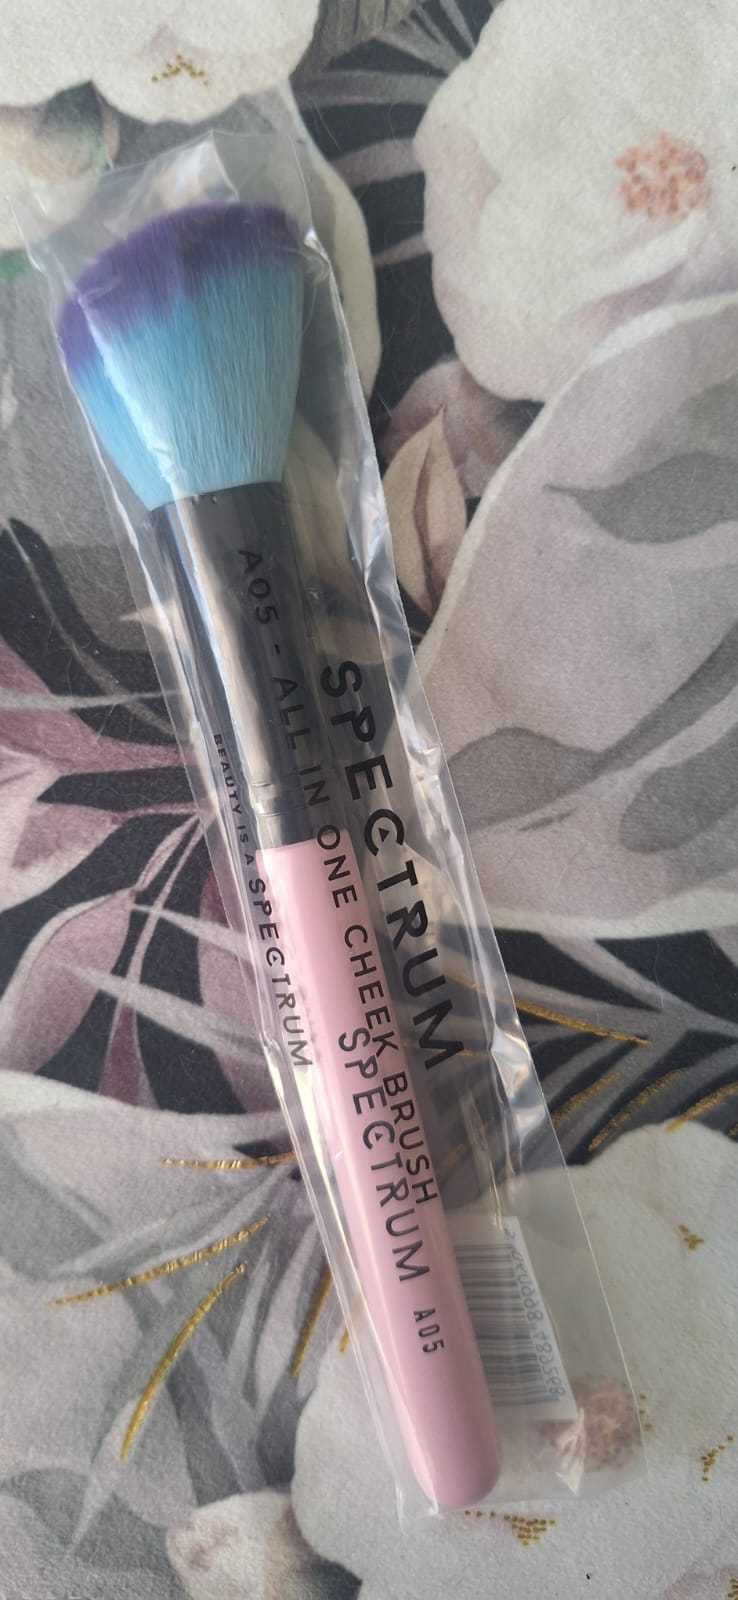 SPECTRUM
A05 - ALL IN ONE CHEEK BRUSH
BEAUTY IS A SPECTRUM
SPECTRUM A05